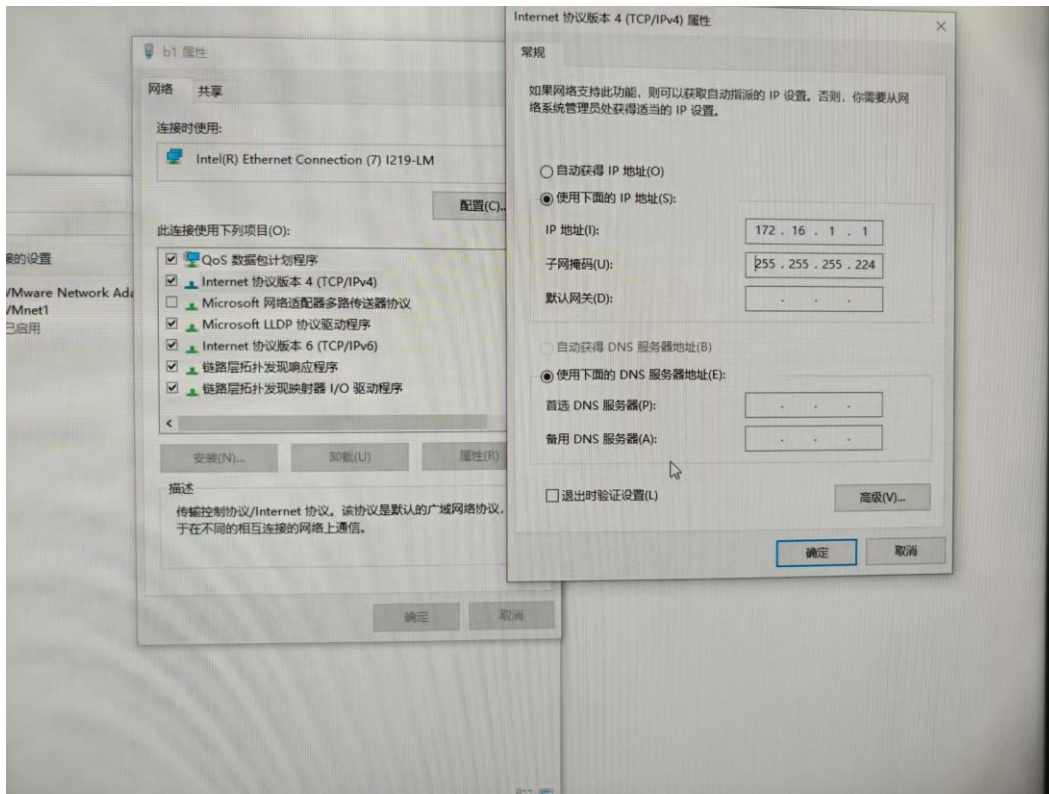 b1 属性
网络
共享
连接时使用:
Intel(R) Ethernet Connection (7) I219-LM
配置(C)..
此连接使用下列项目(O):
QoS 数据包计划程序
Internet 协议版本 4 (TCP/IPv4)
Microsoft 网络适配器多路传送器协议
Microsoft LLDP 协议驱动程序
Internet 协议版本 6 (TCP/IPv6)
链路层拓扑发现响应程序
链路层拓扑发现映射器 I/O 驱动程序
安装(N)...
卸载(U)
属性(R)
描述
传输控制协议/Internet 协议。该协议是默认的广域网络协议,
于在不同的相互连接的网络上通信。
确定
取消
的设置
/Mware Network Ada
/Mnet1
已启用
Internet 协议版本 4 (TCP/IPv4) 属性
常规
如果网络支持此功能，则可以获取自动指派的 IP 设置。否则，你需要从网
络系统管理员处获得适当的 IP 设置。
自动获得 IP 地址(O)
使用下面的 IP 地址(S):
IP 地址(I):
172 . 16 . 1 . 1
子网掩码(U):
255 . 255 . 255 . 224
默认网关(D):
. . .
自动获得 DNS 服务器地址(B)
使用下面的 DNS 服务器地址(E):
首选 DNS 服务器(P):
. . .
备用 DNS 服务器(A):
. . .
退出时验证设置(L)
高级(V)...
确定
取消